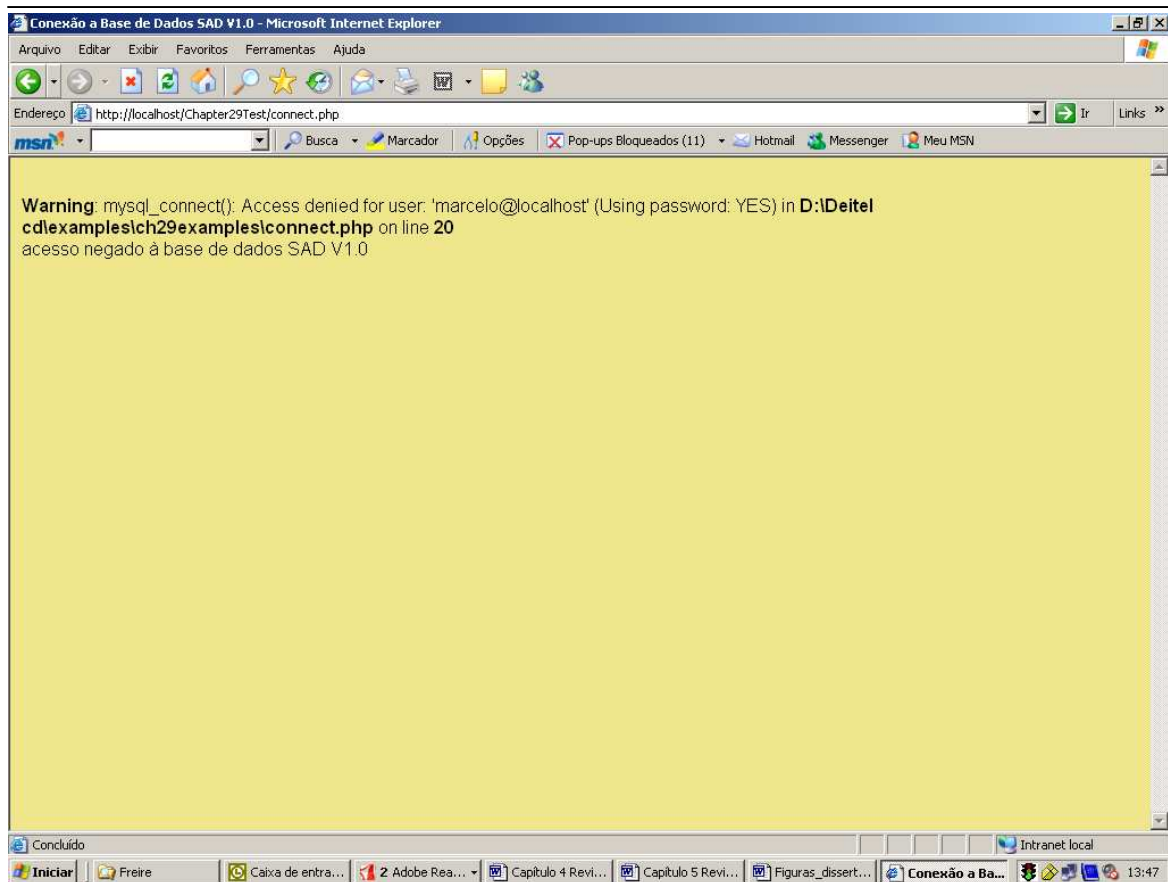 Conexão a Base de Dados SAD V1.0 - Microsoft Internet Explorer
Arquivo Editar Exibir Favoritos Ferramentas Ajuda
Endereço http://localhost/Chapter29Test/connect.php Ir Links »
msn Busca Marcador Opções Pop-ups Bloqueados (11) Hotmail Messenger Meu MSN
Warning: mysql_connect(): Access denied for user: 'marcelo@localhost' (Using password: YES) in D:\Deitel
cd\examples\ch29examples\connect.php on line 20
acesso negado à base de dados SAD V1.0
Concluído Intranet local
Iniciar Freire Caixa de entra... 2 Adobe Rea... Capítulo 4 Revi... Capítulo 5 Revi... Figuras_dissert... Conexão a Ba... 13:47